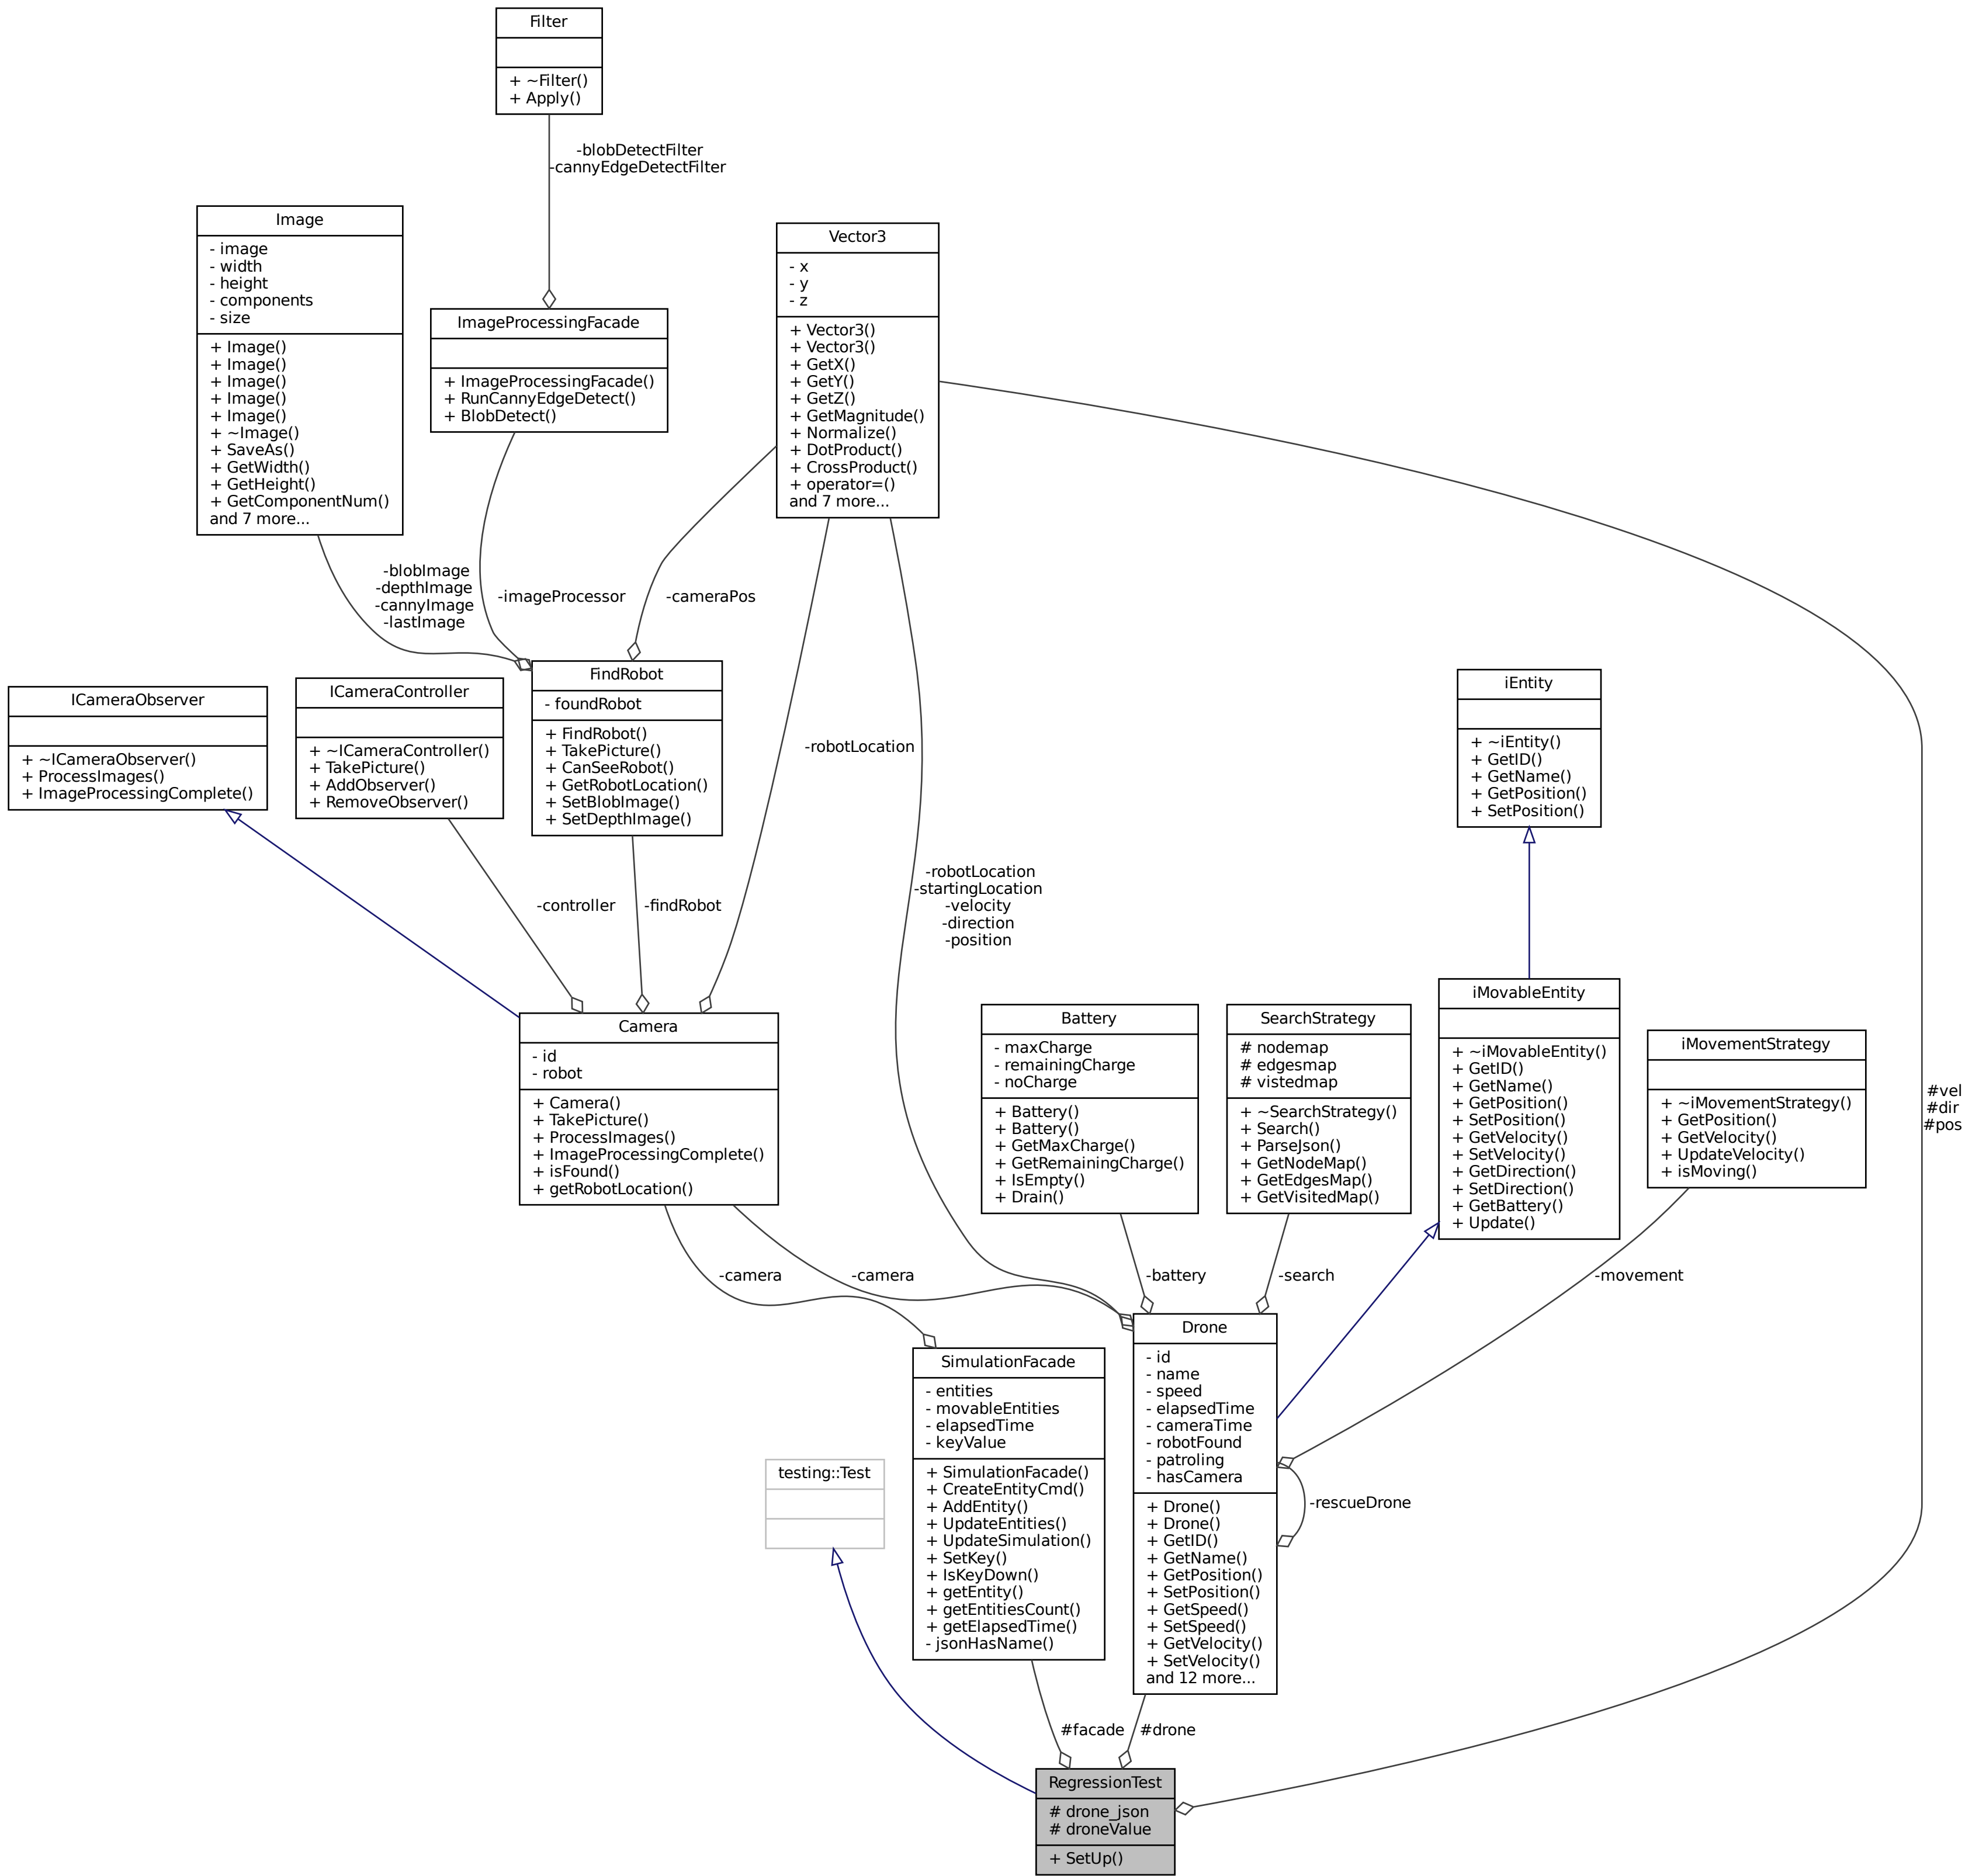 Filter
+ ~Filter()
+ Apply()
-blobDetectFilter
-cannyEdgeDetectFilter
Image
- image
- width
- height
- components
- size
+ Image()
+ Image()
+ Image()
+ Image()
+ Image()
+ ~Image()
+ SaveAs()
+ GetWidth()
+ GetHeight()
+ GetComponentNum()
and 7 more...
ImageProcessingFacade
+ ImageProcessingFacade()
+ RunCannyEdgeDetect()
+ BlobDetect()
Vector3
- x
- y
- z
+ Vector3()
+ Vector3()
+ GetX()
+ GetY()
+ GetZ()
+ GetMagnitude()
+ Normalize()
+ DotProduct()
+ CrossProduct()
+ operator=()
and 7 more...
-blobImage
-depthImage
-cannyImage
-lastImage
-imageProcessor
-cameraPos
ICameraObserver
+ ~ICameraObserver()
+ ProcessImages()
+ ImageProcessingComplete()
ICameraController
+ ~ICameraController()
+ TakePicture()
+ AddObserver()
+ RemoveObserver()
FindRobot
- foundRobot
+ FindRobot()
+ TakePicture()
+ CanSeeRobot()
+ GetRobotLocation()
+ SetBlobImage()
+ SetDepthImage()
-robotLocation
iEntity
+ ~iEntity()
+ GetID()
+ GetName()
+ GetPosition()
+ SetPosition()
-controller
-findRobot
-robotLocation
-startingLocation
-velocity
-direction
-position
Camera
- id
- robot
+ Camera()
+ TakePicture()
+ ProcessImages()
+ ImageProcessingComplete()
+ isFound()
+ getRobotLocation()
Battery
- maxCharge
- remainingCharge
- noCharge
+ Battery()
+ Battery()
+ GetMaxCharge()
+ GetRemainingCharge()
+ IsEmpty()
+ Drain()
SearchStrategy
# nodemap
# edgesmap
# vistedmap
+ ~SearchStrategy()
+ Search()
+ ParseJson()
+ GetNodeMap()
+ GetEdgesMap()
+ GetVisitedMap()
iMovableEntity
+ ~iMovableEntity()
+ GetID()
+ GetName()
+ GetPosition()
+ SetPosition()
+ GetVelocity()
+ SetVelocity()
+ GetDirection()
+ SetDirection()
+ GetBattery()
+ Update()
iMovementStrategy
+ ~iMovementStrategy()
+ GetPosition()
+ GetVelocity()
+ UpdateVelocity()
+ isMoving()
#vel
#dir
#pos
-camera
-camera
-battery
-search
-movement
SimulationFacade
- entities
- movableEntities
- elapsedTime
- keyValue
+ SimulationFacade()
+ CreateEntityCmd()
+ AddEntity()
+ UpdateEntities()
+ UpdateSimulation()
+ SetKey()
+ IsKeyDown()
+ getEntity()
+ getEntitiesCount()
+ getElapsedTime()
- jsonHasName()
Drone
- id
- name
- speed
- elapsedTime
- cameraTime
- robotFound
- patroling
- hasCamera
+ Drone()
+ Drone()
+ GetID()
+ GetName()
+ GetPosition()
+ SetPosition()
+ GetSpeed()
+ SetSpeed()
+ GetVelocity()
+ SetVelocity()
and 12 more...
-rescueDrone
testing::Test
#facade
#drone
RegressionTest
# drone_json
# droneValue
+ SetUp()